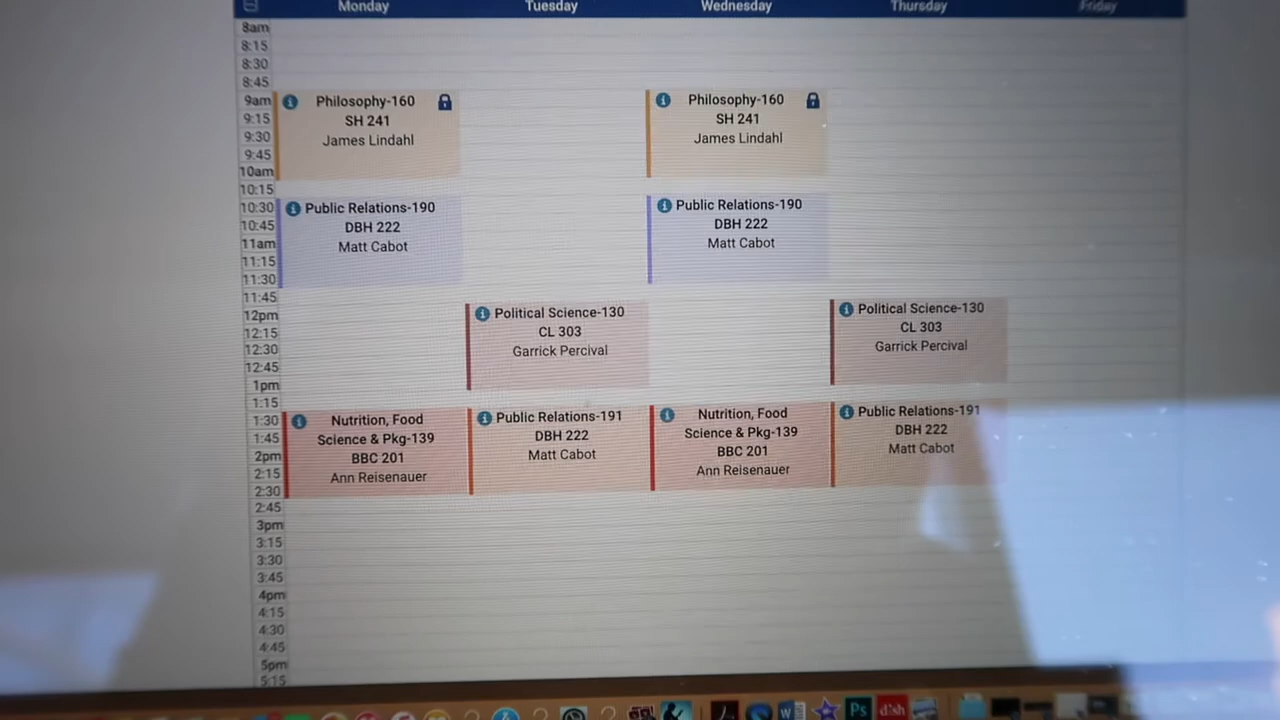 Monday Tuesday Wednesday Thursday Friday
8am
8:15
8:30
8:45
9am
9:15
9:30
9:45
10am
10:15
10:30
10:45
11am
11:15
11:30
11:45
12pm
12:15
12:30
12:45
1pm
1:15
1:30
1:45
2pm
2:15
2:30
2:45
3pm
3:15
3:30
3:45
4pm
4:15
4:30
4:45
5pm
5:15
Philosophy-160
SH 241
James Lindahl
Philosophy-160
SH 241
James Lindahl
Public Relations-190
DBH 222
Matt Cabot
Public Relations-190
DBH 222
Matt Cabot
Political Science-130
CL 303
Garrick Percival
Political Science-130
CL 303
Garrick Percival
Nutrition, Food
Science & Pkg-139
BBC 201
Ann Reisenauer
Public Relations-191
DBH 222
Matt Cabot
Nutrition, Food
Science & Pkg-139
BBC 201
Ann Reisenauer
Public Relations-191
DBH 222
Matt Cabot
W Ps dish